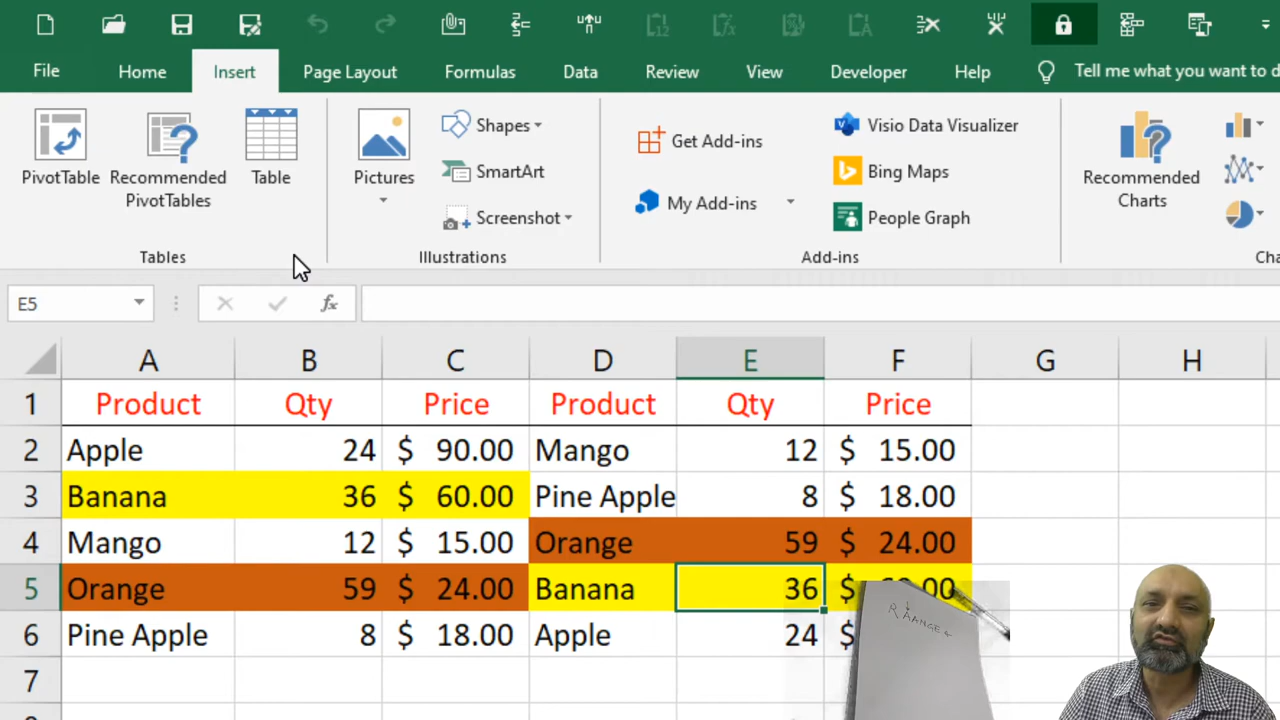 File Home Insert Page Layout Formulas Data Review View Developer Help Tell me what you want to d
PivotTable Recommended PivotTables Table Pictures Shapes SmartArt Screenshot Get Add-ins My Add-ins Visio Data Visualizer Bing Maps People Graph Recommended Charts
Tables Illustrations Add-ins Cha
E5 fx
A B C D E F G H
1 Product Qty Price Product Qty Price
2 Apple 24 $ 90.00 Mango 12 $ 15.00
3 Banana 36 $ 60.00 Pine Apple 8 $ 18.00
4 Mango 12 $ 15.00 Orange 59 $ 24.00
5 Orange 59 $ 24.00 Banana 36 $
6 Pine Apple 8 $ 18.00 Apple 24 $
7